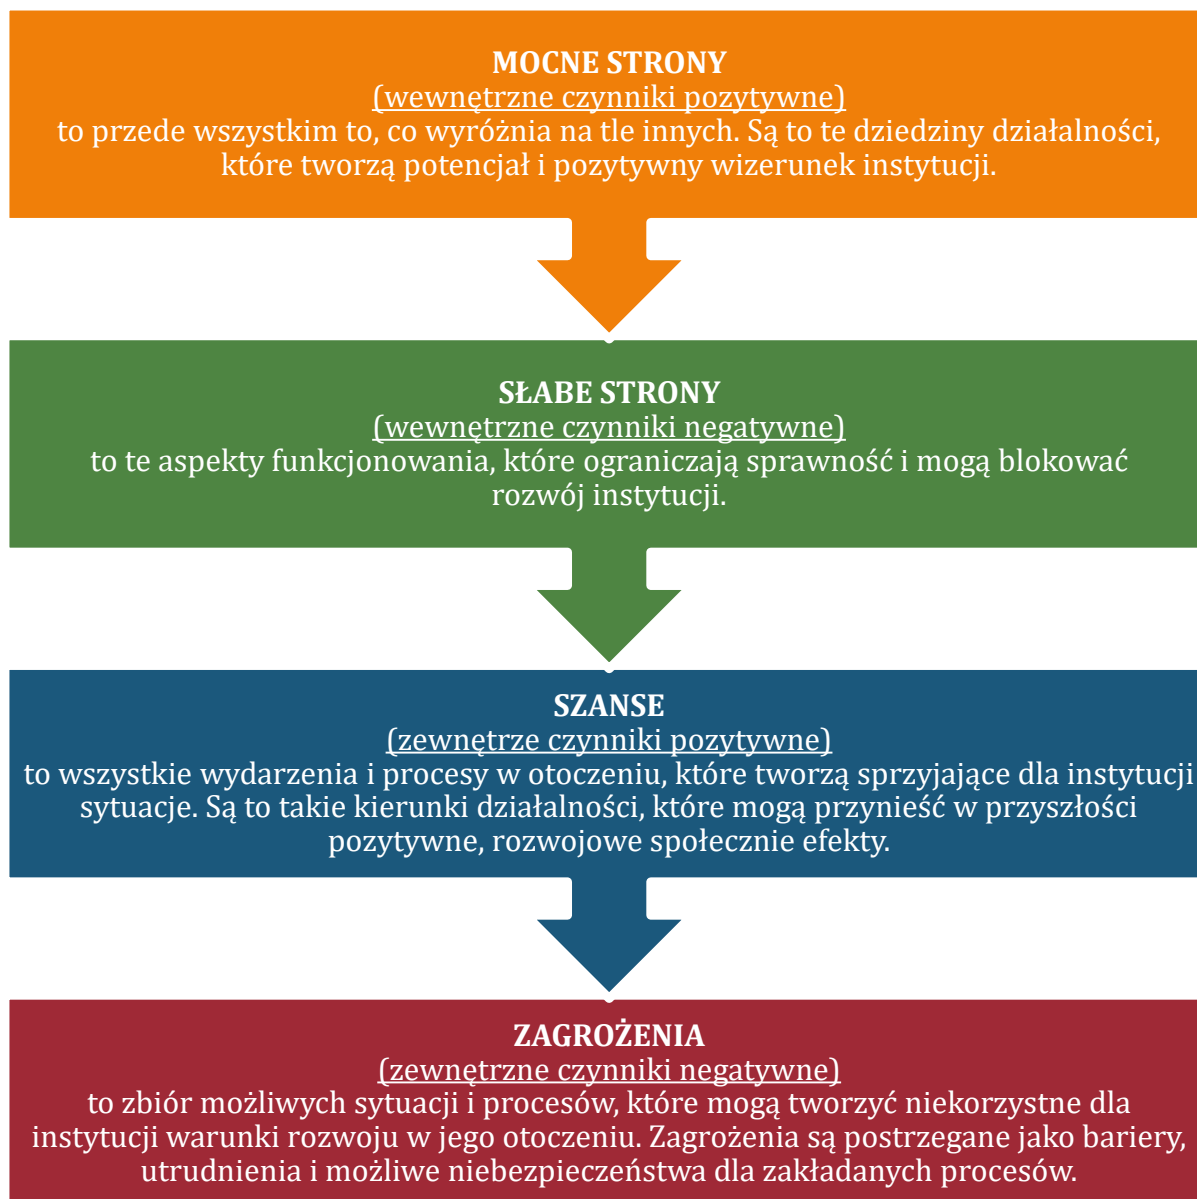 MOCNE STRONY
(wewnętrzne czynniki pozytywne)
to przede wszystkim to, co wyróżnia na tle innych. Są to te dziedziny działalności,
które tworzą potencjał i pozytywny wizerunek instytucji.
SŁABE STRONY
(wewnętrzne czynniki negatywne)
to te aspekty funkcjonowania, które ograniczają sprawność i mogą blokować
rozwój instytucji.
SZANSE
(zewnętrze czynniki pozytywne)
to wszystkie wydarzenia i procesy w otoczeniu, które tworzą sprzyjające dla instytucji
sytuacje. Są to takie kierunki działalności, które mogą przynieść w przyszłości
pozytywne, rozwojowe społecznie efekty.
ZAGROŻENIA
(zewnętrzne czynniki negatywne)
to zbiór możliwych sytuacji i procesów, które mogą tworzyć niekorzystne dla
instytucji warunki rozwoju w jego otoczeniu. Zagrożenia są postrzegane jako bariery,
utrudnienia i możliwe niebezpieczeństwa dla zakładanych procesów.